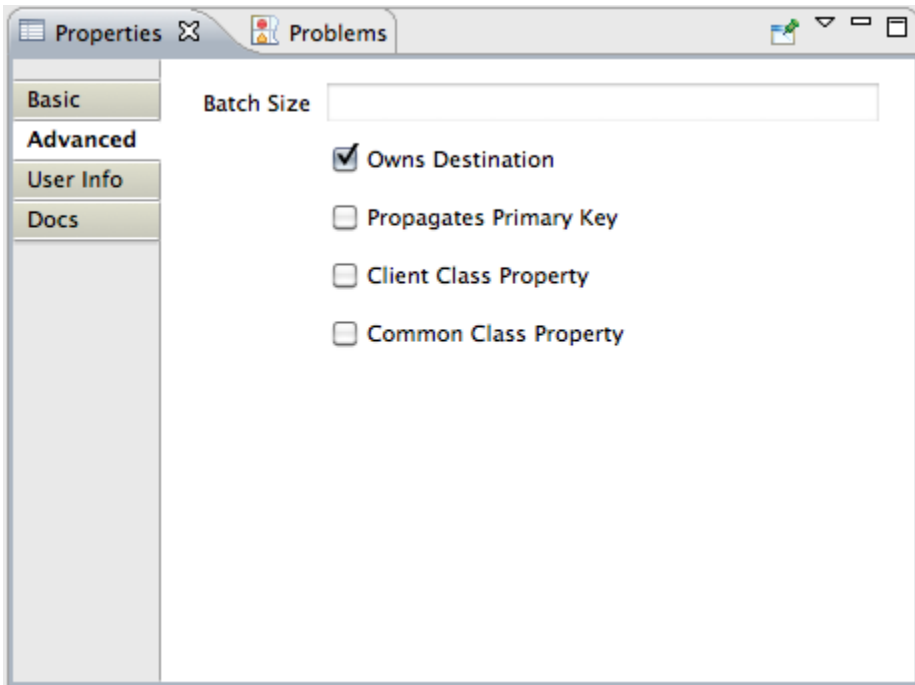 Properties Problems
Basic
Advanced
User Info
Docs
Batch Size
Owns Destination
Propagates Primary Key
Client Class Property
Common Class Property